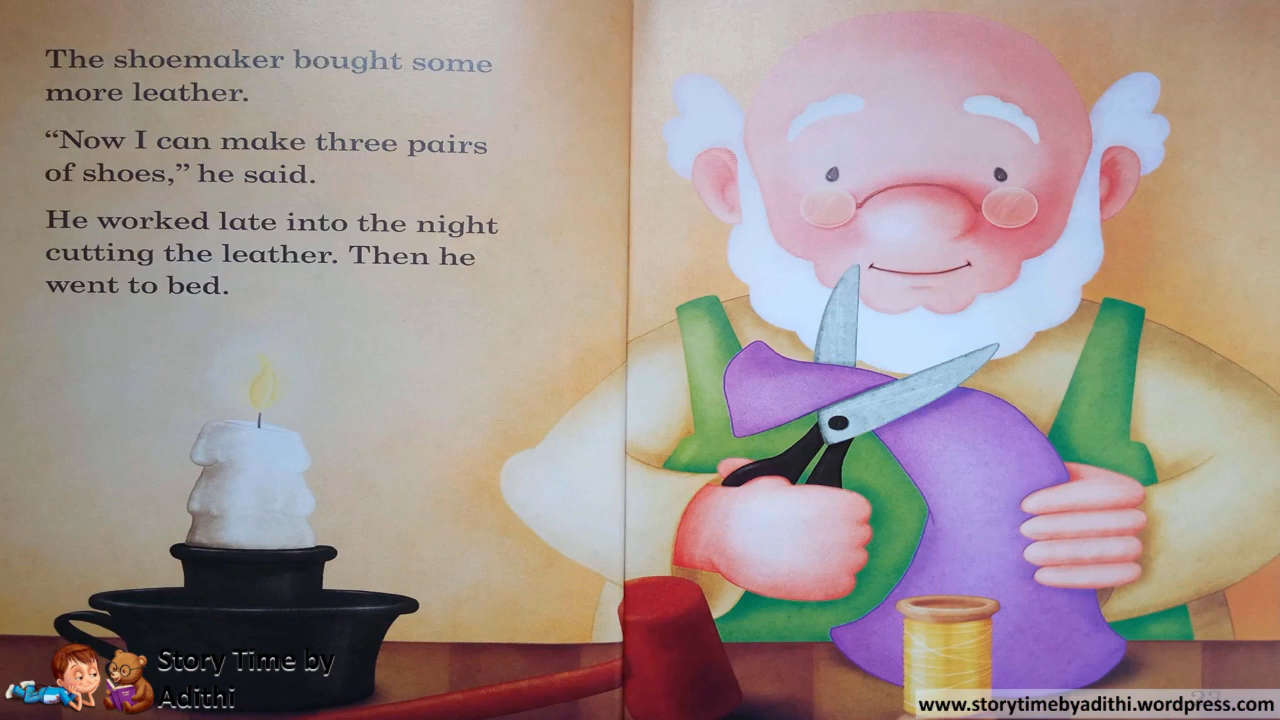 The shoemaker bought some
more leather.
“Now I can make three pairs
of shoes,” he said.
He worked late into the night
cutting the leather. Then he
went to bed.
Story Time by
Adithi
www.storytimebyadithi.wordpress.com